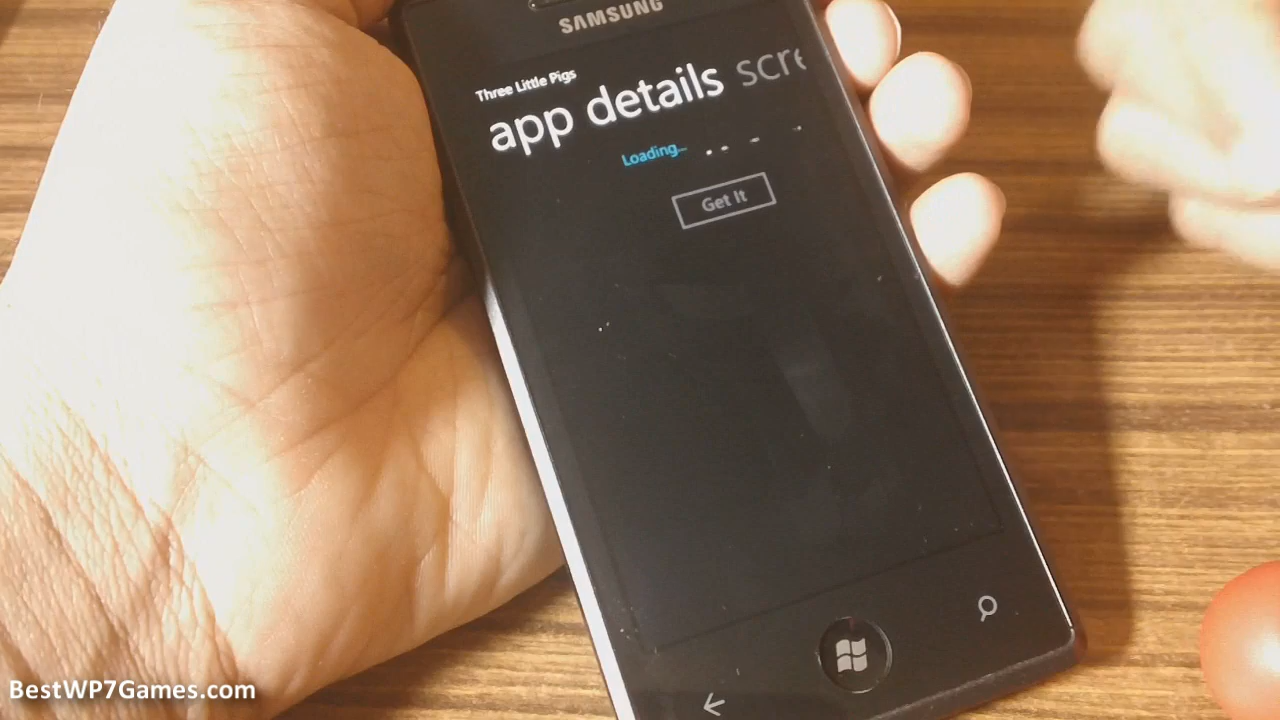 SAMSUNG
Three Little Pigs
app details scre
Loading...
Get It
BestWP7Games.com